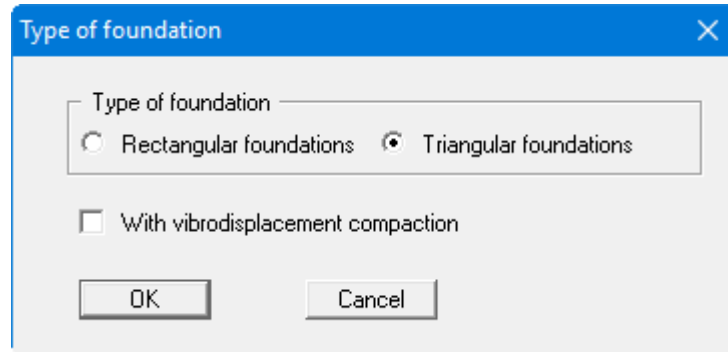 Type of foundation
Type of foundation
Rectangular foundations Triangular foundations
With vibrodisplacement compaction
OK Cancel